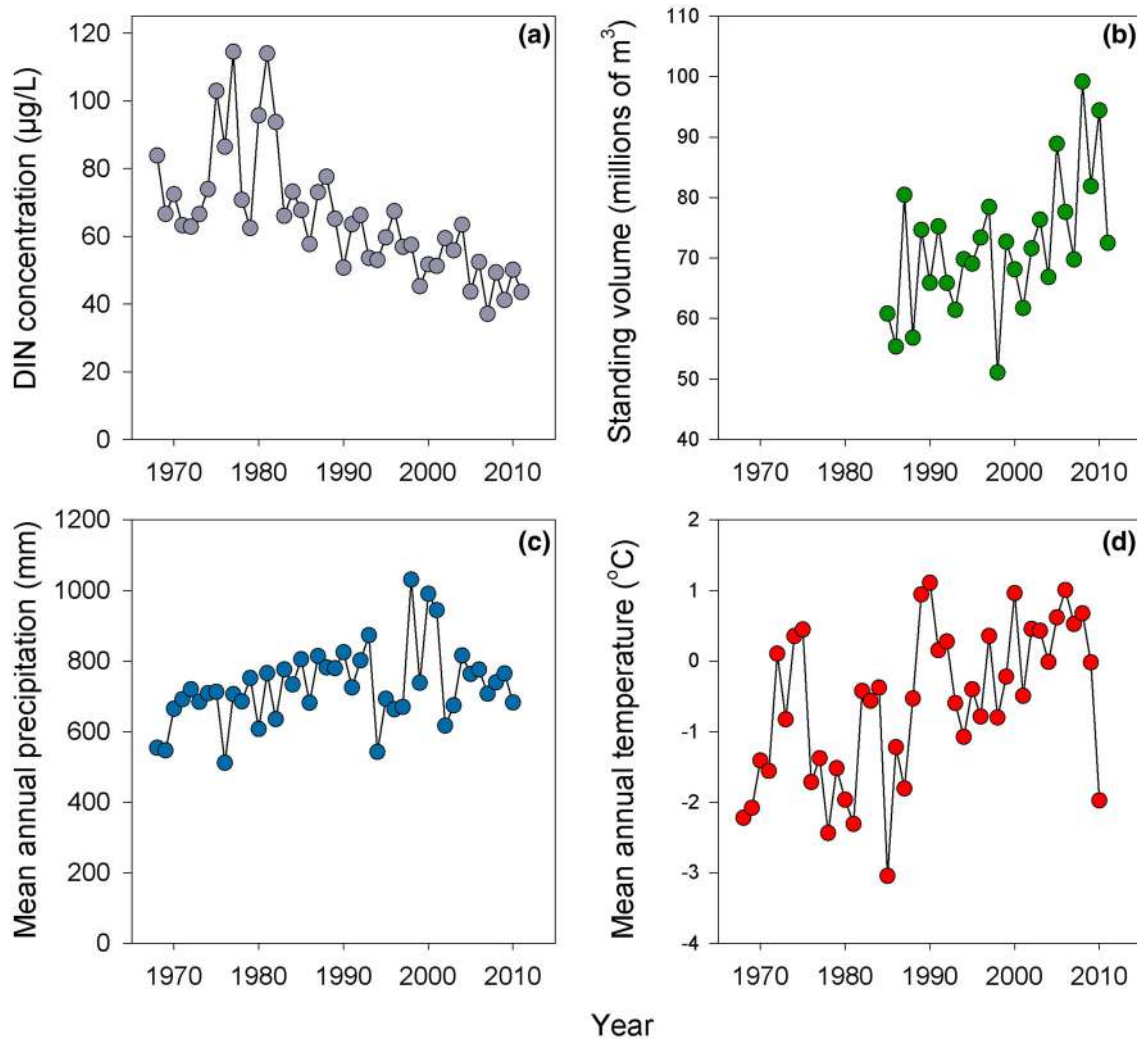 (a)
DIN concentration (µg/L)
120
100
80
60
40
20
0
1970 1980 1990 2000 2010
(b)
Standing volume (millions of m³)
110
100
90
80
70
60
50
40
1970 1980 1990 2000 2010
(c)
Mean annual precipitation (mm)
1200
1000
800
600
400
200
0
1970 1980 1990 2000 2010
(d)
Mean annual temperature (°C)
2
1
0
-1
-2
-3
-4
1970 1980 1990 2000 2010
Year